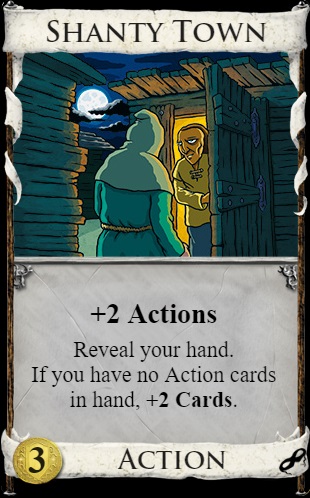 SHANTY TOWN
+2 Actions
Reveal your hand.
If you have no Action cards
in hand, +2 Cards.
3
ACTION